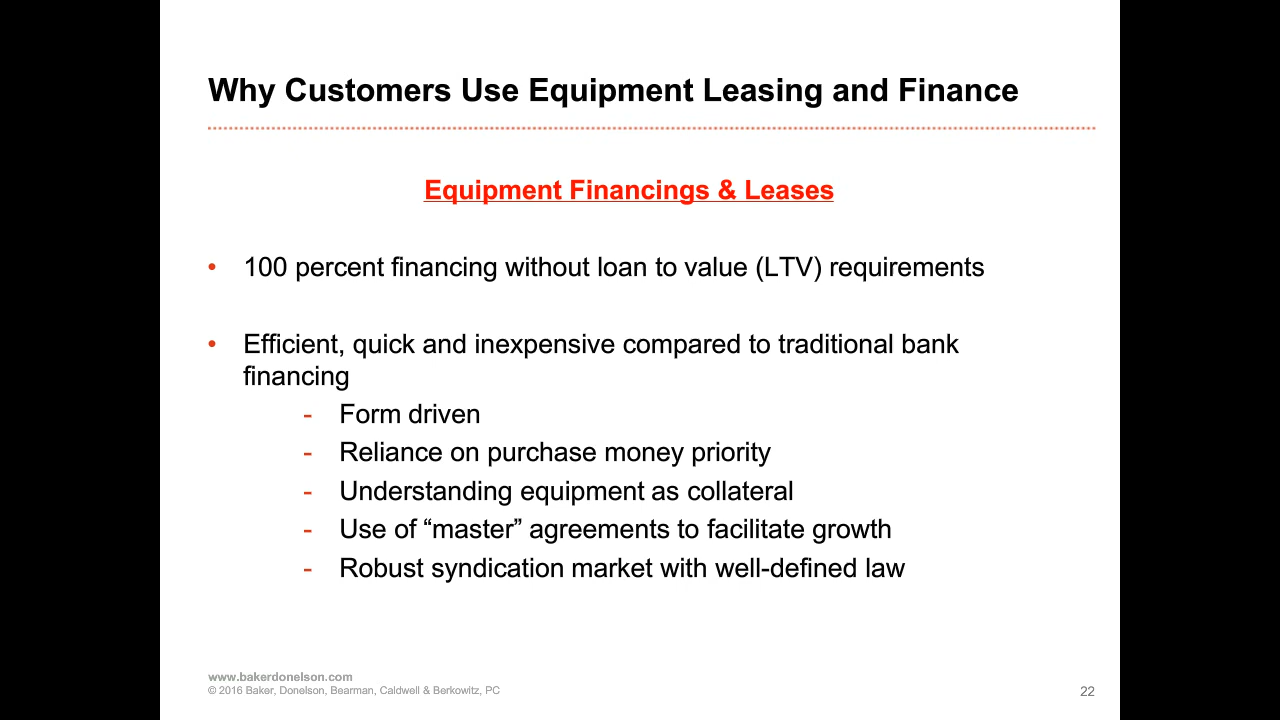 Why Customers Use Equipment Leasing and Finance
Equipment Financings & Leases
• 100 percent financing without loan to value (LTV) requirements
• Efficient, quick and inexpensive compared to traditional bank
financing
- Form driven
- Reliance on purchase money priority
- Understanding equipment as collateral
- Use of “master” agreements to facilitate growth
- Robust syndication market with well-defined law
www.bakerdonelson.com
© 2016 Baker, Donelson, Bearman, Caldwell & Berkowitz, PC
22